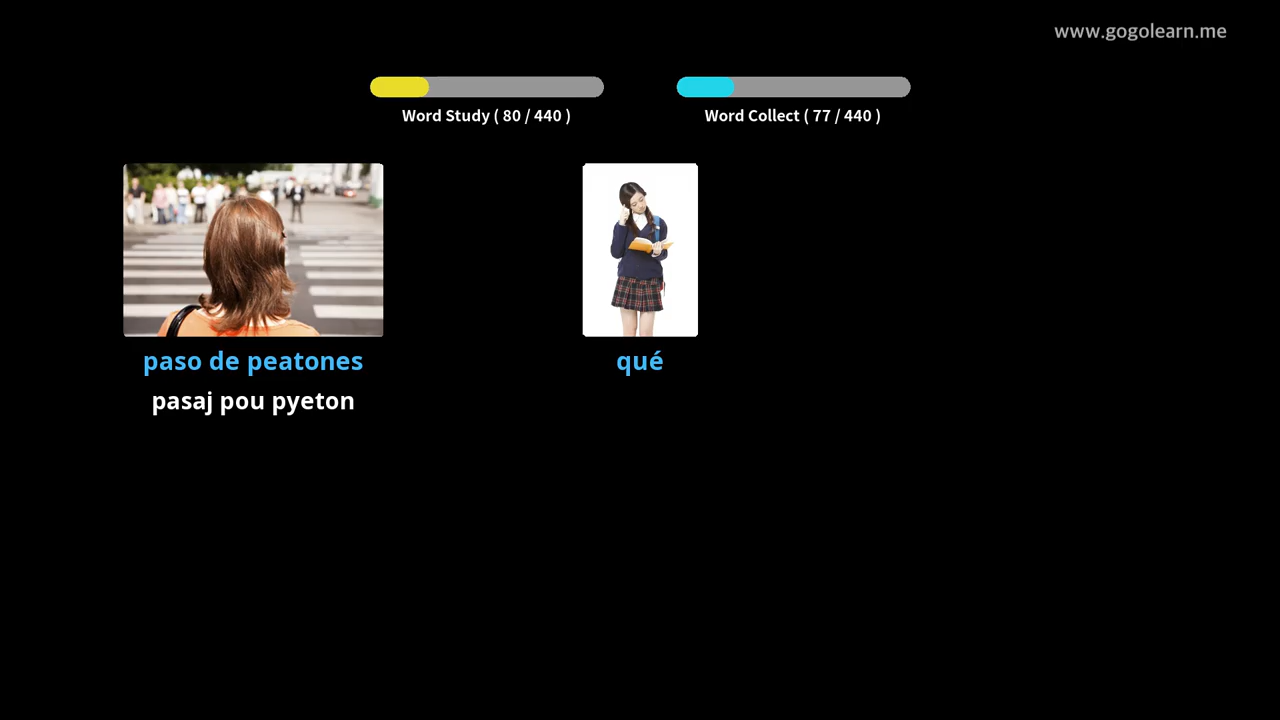 www.gogolearn.me
Word Study ( 80 / 440 )
Word Collect ( 77 / 440 )
paso de peatones
pasaj pou pyeton
qué